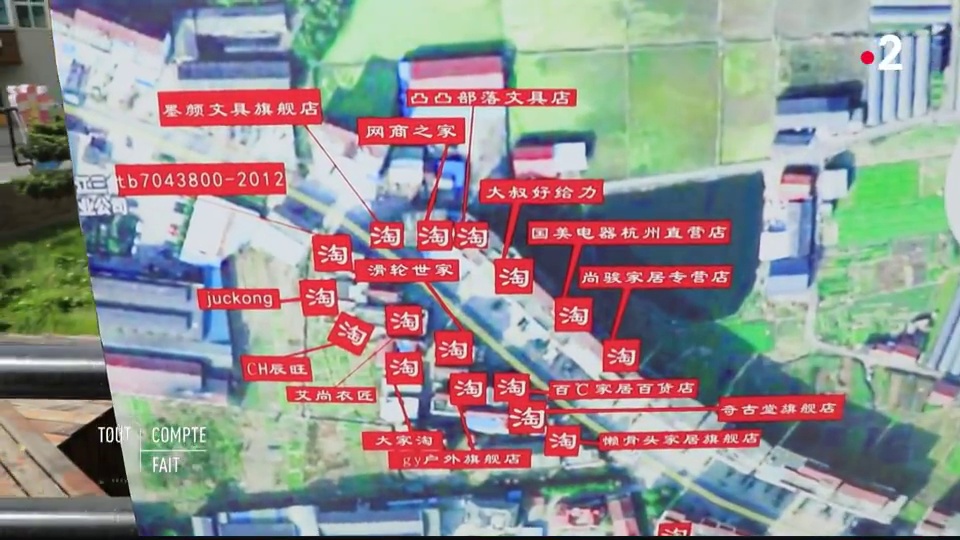 2
凸凸部落文具店
墨颜文具旗舰店
网商之家
tb7043800-2012
大叔好给力
业公司
国美电器杭州直营店
淘
淘
淘
淘
滑轮世家
淘
尚骏家居专营店
juckong
淘
淘
淘
淘
淘
淘
CH辰旺
淘
艾尚衣匠
淘
淘
百℃家居百货店
奇古堂旗舰店
淘
TOUT COMPTE
FAIT
大家淘
淘
懒骨头家居旗舰店
gy户外旗舰店
淘